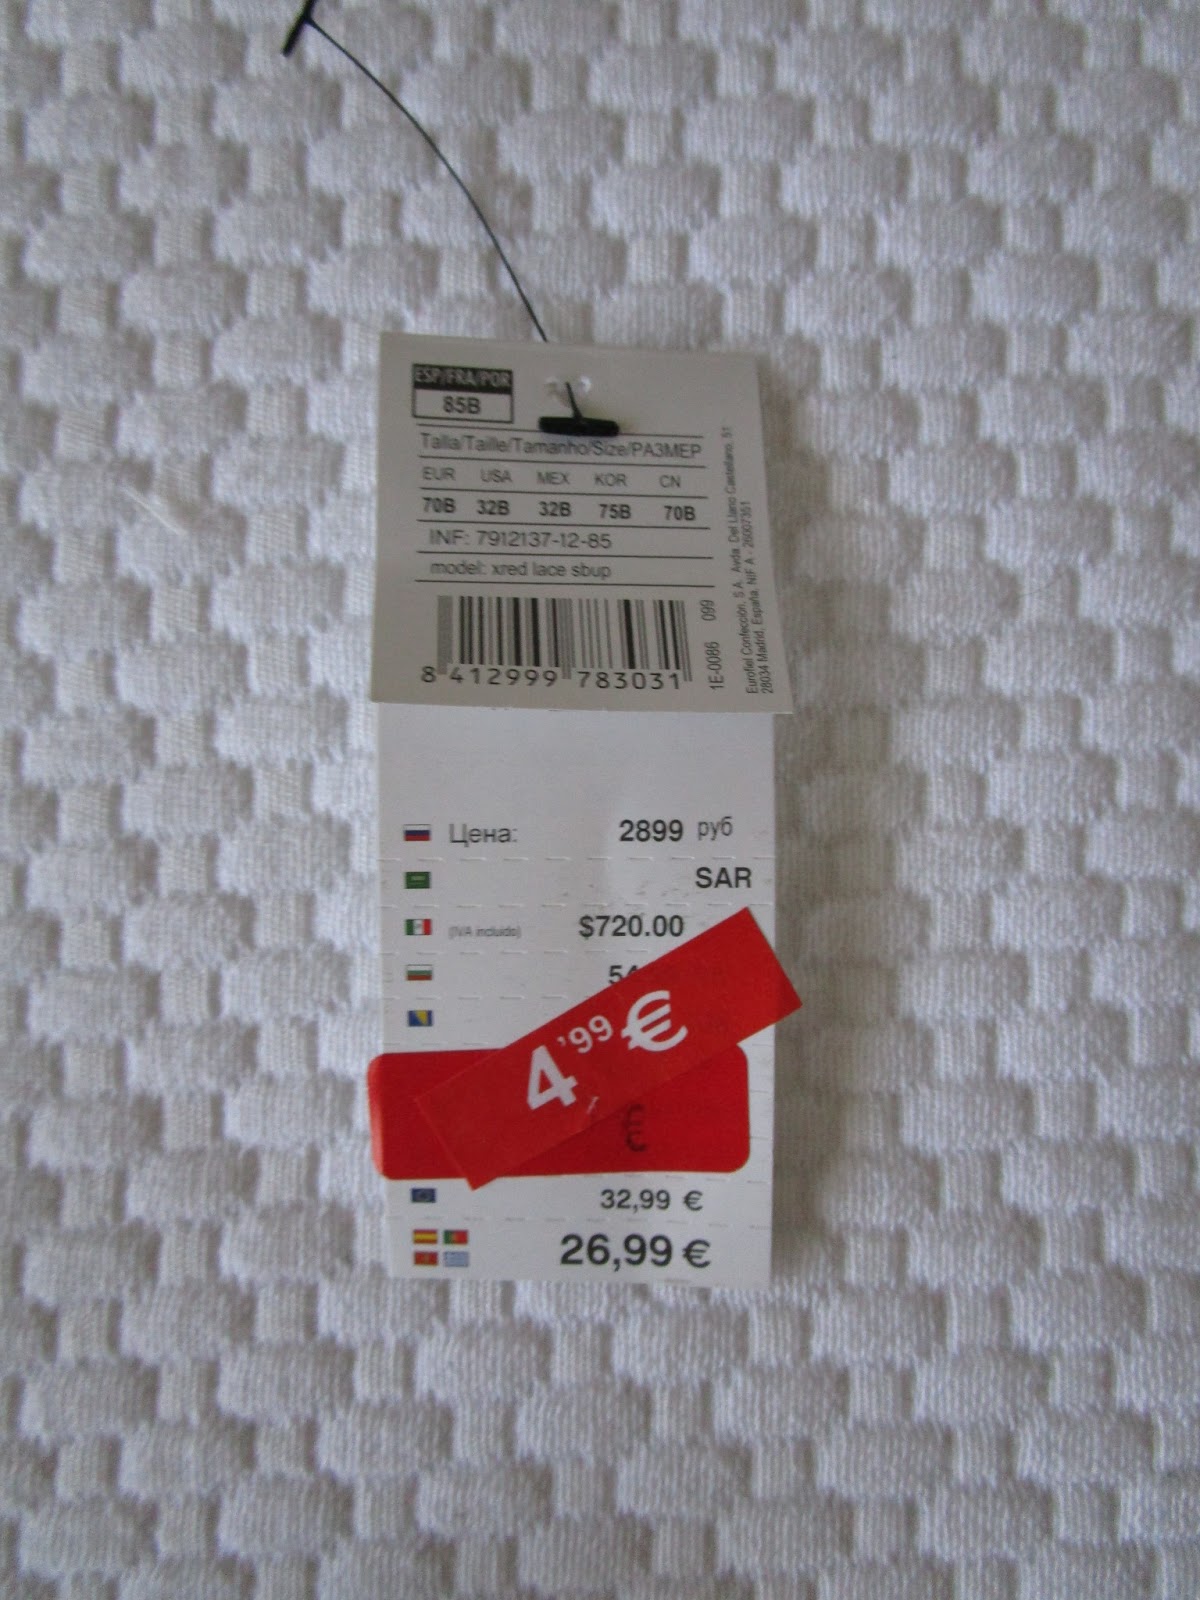 ESP/FRA/POR
85B
Talla/Taille/Tamanho/Size/РАЗМЕР
EUR USA MEX KOR CN
70B 32B 32B 75B 70B
INF: 7912137-12-85
model: xred lace sbup
8 412999 783031
1E-0086 099
Eurofiel Confección, S.A. Avda. Del Llano Castellano, 51
28034 Madrid, España, NIF A - 28007351
Цена: 2899 руб
SAR
(IVA incluido) $720.00
4'99 €
€
32,99 €
26,99 €